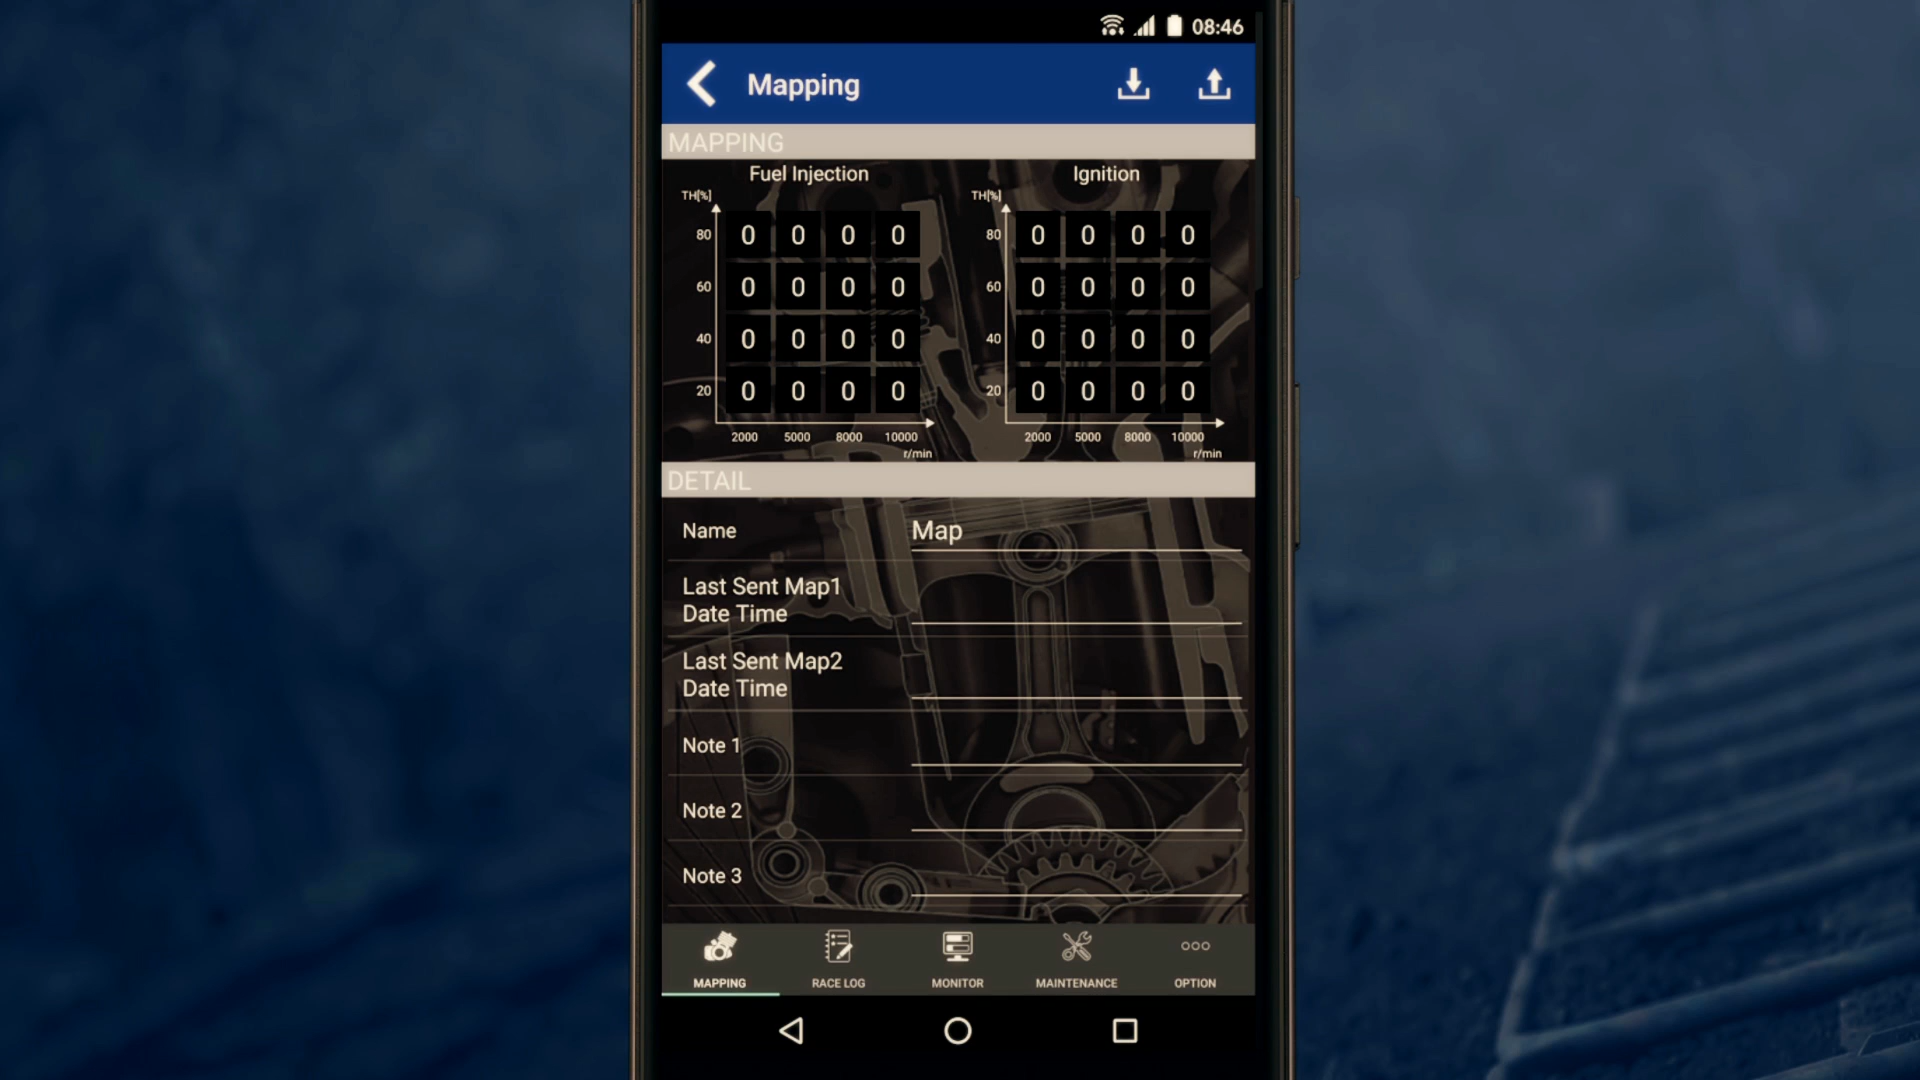 08:46
Mapping
MAPPING
Fuel Injection
Ignition
TH[%]
TH[%]
80 0 0 0 0
80 0 0 0 0
60 0 0 0 0
60 0 0 0 0
40 0 0 0 0
40 0 0 0 0
20 0 0 0 0
20 0 0 0 0
2000 5000 8000 10000
2000 5000 8000 10000
r/min
r/min
DETAIL
Name Map
Last Sent Map1
Date Time
Last Sent Map2
Date Time
Note 1
Note 2
Note 3
MAPPING RACE LOG MONITOR MAINTENANCE OPTION